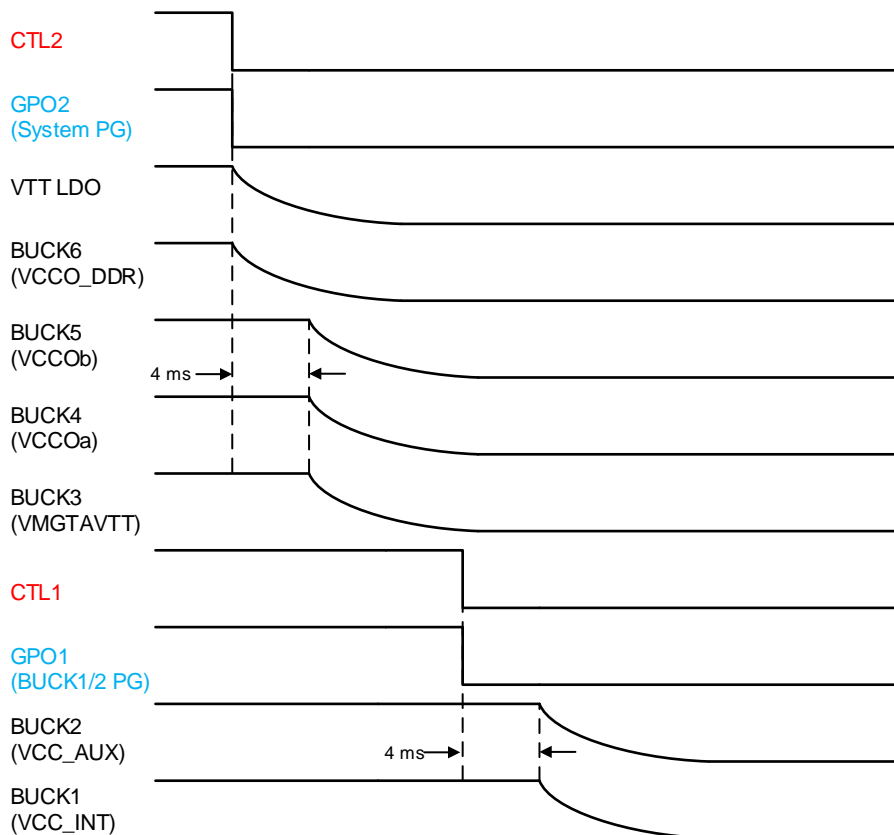 CTL2
GPO2
(System PG)
VTT LDO
BUCK6
(VCCO_DDR)
BUCK5
(VCCOb)
4 ms
BUCK4
(VCCOa)
BUCK3
(VMGTAVTT)
CTL1
GPO1
(BUCK1/2 PG)
BUCK2
(VCC_AUX)
4 ms
BUCK1
(VCC_INT)